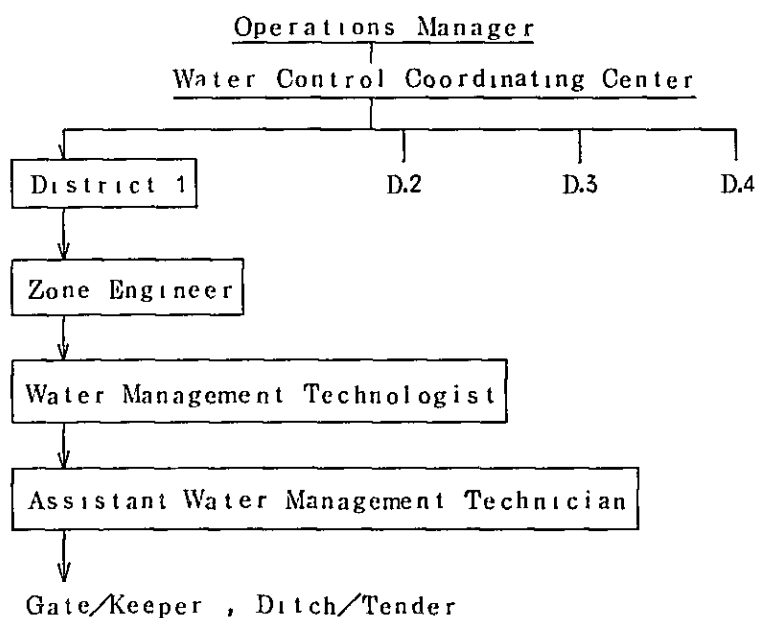 Operations Manager
Water Control Coordinating Center
District 1 D.2 D.3 D.4
Zone Engineer
Water Management Technologist
Assistant Water Management Technician
Gate/Keeper , Ditch/Tender